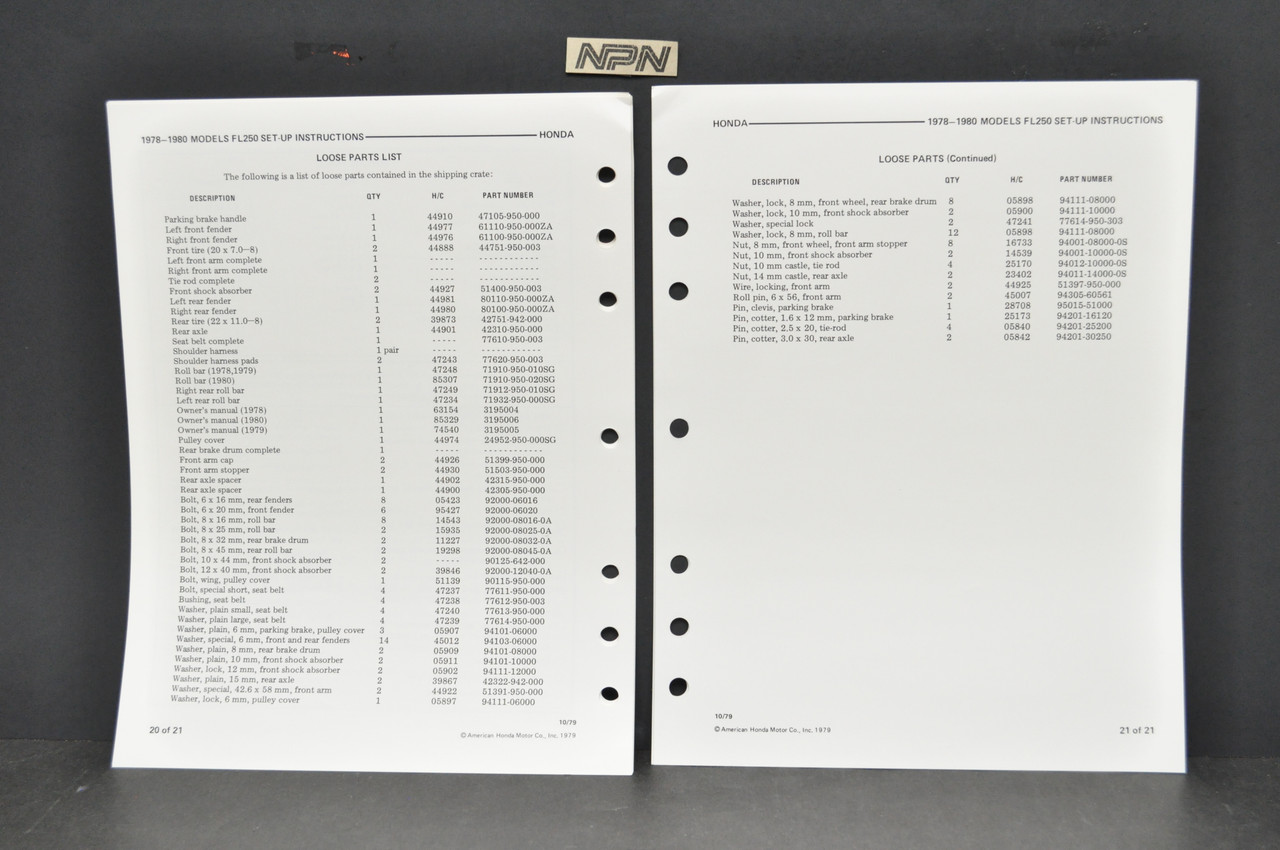 NPN
1978–1980 MODELS FL250 SET-UP INSTRUCTIONS HONDA
LOOSE PARTS LIST
The following is a list of loose parts contained in the shipping crate:
DESCRIPTION QTY H/C PART NUMBER
Parking brake handle 1 44910 47105-950-000
Left front fender 1 44977 61110-950-000ZA
Right front fender 1 44976 61100-950-000ZA
Front tire (20 x 7.0–8) 2 44888 44751-950-003
Left front arm complete 1 ----- ------------
Right front arm complete 1 ----- ------------
Tie rod complete 2 ----- ------------
Front shock absorber 2 44927 51400-950-003
Left rear fender 1 44981 80110-950-000ZA
Right rear fender 1 44980 80100-950-000ZA
Rear tire (22 x 11.0–8) 2 39873 42751-942-000
Rear axle 1 44901 42310-950-000
Seat belt complete 1 ----- 77610-950-003
Shoulder harness 1 pair ----- ------------
Shoulder harness pads 2 47243 77620-950-003
Roll bar (1978,1979) 1 47248 71910-950-010SG
Roll bar (1980) 1 85307 71910-950-020SG
Right rear roll bar 1 47249 71912-950-010SG
Left rear roll bar 1 47234 71932-950-000SG
Owner's manual (1978) 1 63154 3195004
Owner's manual (1980) 1 85329 3195006
Owner's manual (1979) 1 74540 3195005
Pulley cover 1 44974 24952-950-000SG
Rear brake drum complete 1 ----- ------------
Front arm cap 2 44926 51399-950-000
Front arm stopper 2 44930 51503-950-000
Rear axle spacer 1 44902 42315-950-000
Rear axle spacer 1 44900 42305-950-000
Bolt, 6 x 16 mm, rear fenders 8 05423 92000-06016
Bolt, 6 x 20 mm, front fender 6 95427 92000-06020
Bolt, 8 x 16 mm, roll bar 8 14543 92000-08016-0A
Bolt, 8 x 25 mm, roll bar 2 15935 92000-08025-0A
Bolt, 8 x 32 mm, rear brake drum 2 11227 92000-08032-0A
Bolt, 8 x 45 mm, rear roll bar 2 19298 92000-08045-0A
Bolt, 10 x 44 mm, front shock absorber 2 ----- 90125-642-000
Bolt, 12 x 40 mm, front shock absorber 2 39846 92000-12040-0A
Bolt, wing, pulley cover 1 51139 90115-950-000
Bolt, special short, seat belt 4 47237 77611-950-000
Bushing, seat belt 4 47238 77612-950-003
Washer, plain small, seat belt 4 47240 77613-950-000
Washer, plain large, seat belt 4 47239 77614-950-000
Washer, plain, 6 mm, parking brake, pulley cover 3 05907 94101-06000
Washer, special, 6 mm, front and rear fenders 14 45012 94103-06000
Washer, plain, 8 mm, rear brake drum 2 05909 94101-08000
Washer, plain, 10 mm, front shock absorber 2 05911 94101-10000
Washer, lock, 12 mm, front shock absorber 2 05902 94111-12000
Washer, plain, 15 mm, rear axle 2 39867 42322-942-000
Washer, special, 42.6 x 58 mm, front arm 2 44922 51391-950-000
Washer, lock, 6 mm, pulley cover 1 05897 94111-06000
10/79
20 of 21 © American Honda Motor Co., Inc. 1979
HONDA 1978–1980 MODELS FL250 SET-UP INSTRUCTIONS
LOOSE PARTS (Continued)
DESCRIPTION QTY H/C PART NUMBER
Washer, lock, 8 mm, front wheel, rear brake drum 8 05898 94111-08000
Washer, lock, 10 mm, front shock absorber 2 05900 94111-10000
Washer, special lock 2 47241 77614-950-303
Washer, lock, 8 mm, roll bar 12 05898 94111-08000
Nut, 8 mm, front wheel, front arm stopper 8 16733 94001-08000-0S
Nut, 10 mm, front shock absorber 2 14539 94001-10000-0S
Nut, 10 mm castle, tie rod 4 25170 94012-10000-0S
Nut, 14 mm castle, rear axle 2 23402 94011-14000-0S
Wire, locking, front arm 2 44925 51397-950-000
Roll pin, 6 x 56, front arm 2 45007 94305-60561
Pin, clevis, parking brake 1 28708 95015-51000
Pin, cotter, 1.6 x 12 mm, parking brake 1 25173 94201-16120
Pin, cotter, 2.5 x 20, tie-rod 4 05840 94201-25200
Pin, cotter, 3.0 x 30, rear axle 2 05842 94201-30250
10/79
© American Honda Motor Co., Inc. 1979 21 of 21